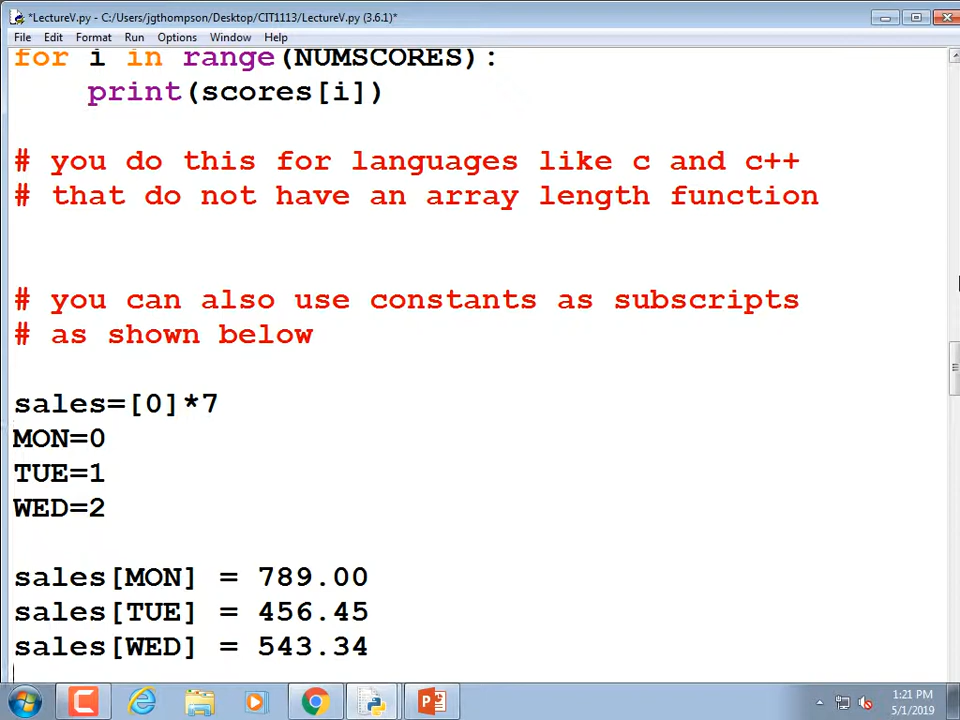 *LectureV.py - C:/Users/jgthompson/Desktop/CIT1113/LectureV.py (3.6.1)*
File Edit Format Run Options Window Help
for i in range(NUMSCORES):
    print(scores[i])
# you do this for languages like c and c++
# that do not have an array length function
# you can also use constants as subscripts
# as shown below
sales=[0]*7
MON=0
TUE=1
WED=2
sales[MON] = 789.00
sales[TUE] = 456.45
sales[WED] = 543.34
1:21 PM
5/1/2019